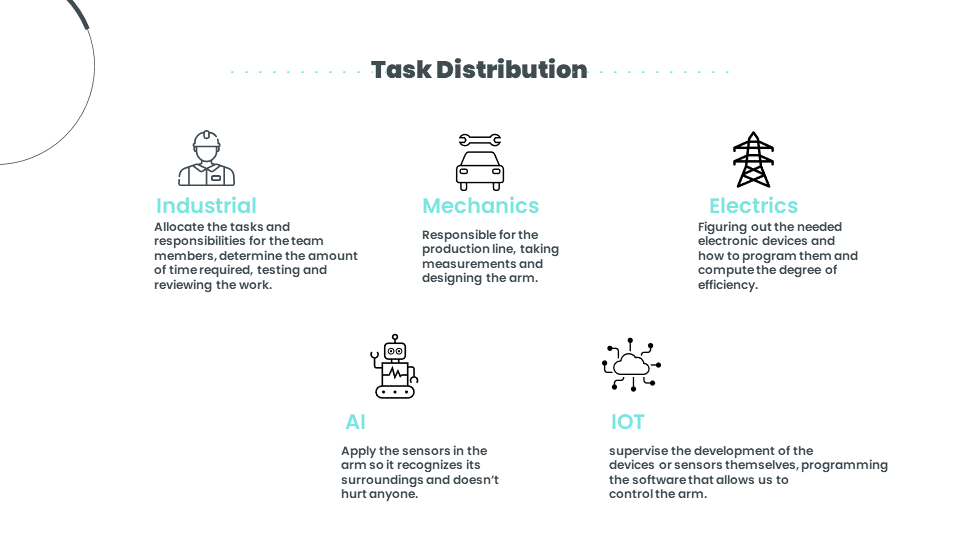 Task Distribution
Industrial
Allocate the tasks and
responsibilities for the team
members, determine the amount
of time required, testing and
reviewing the work.
Mechanics
Responsible for the
production line, taking
measurements and
designing the arm.
Electrics
Figuring out the needed
electronic devices and
how to program them and
compute the degree of
efficiency.
AI
Apply the sensors in the
arm so it recognizes its
surroundings and doesn’t
hurt anyone.
IOT
supervise the development of the
devices or sensors themselves, programming
the software that allows us to
control the arm.